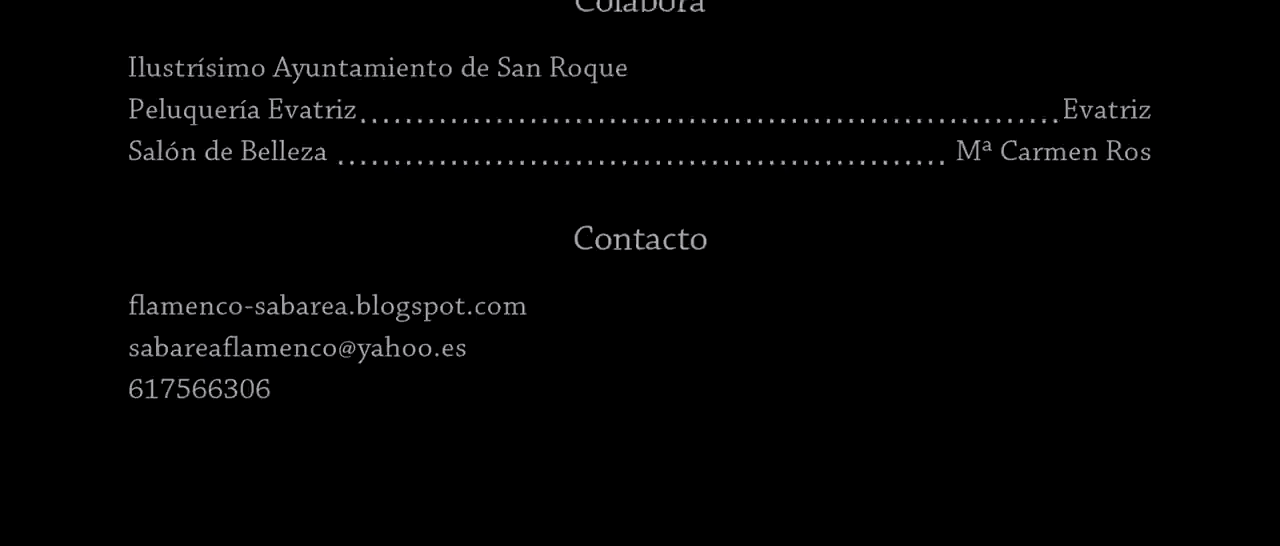 Colabora
Ilustrísimo Ayuntamiento de San Roque
Peluquería Evatriz.............................................................Evatriz
Salón de Belleza ..................................................... Mª Carmen Ros
Contacto
flamenco-sabarea.blogspot.com
sabareaflamenco@yahoo.es
617566306